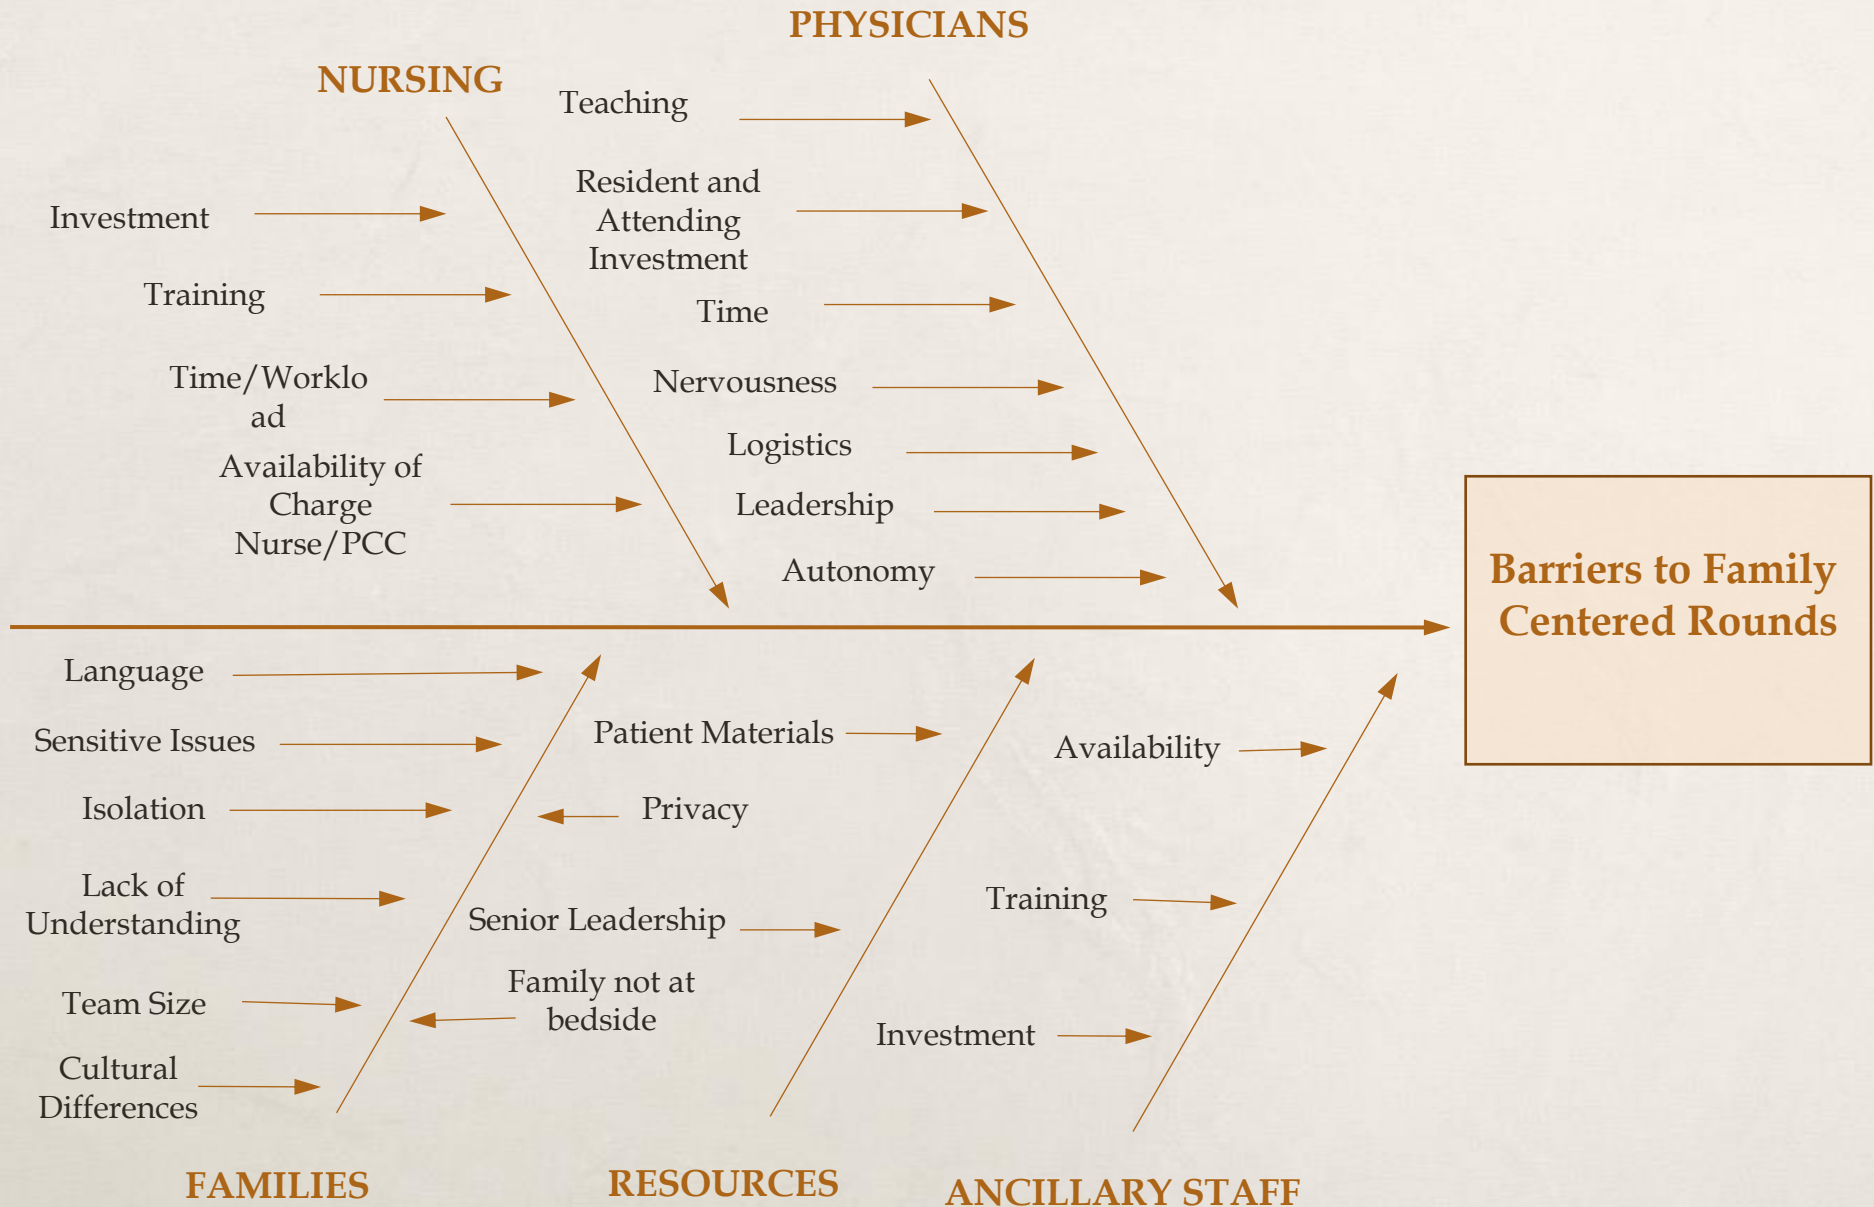 PHYSICIANS
NURSING
Teaching
Resident and
Attending
Investment
Investment
Training
Time
Time/Worklo
ad
Nervousness
Logistics
Availability of
Charge
Nurse/PCC
Leadership
Autonomy
Barriers to Family
Centered Rounds
Language
Sensitive Issues
Patient Materials
Availability
Isolation
Privacy
Lack of
Understanding
Training
Senior Leadership
Family not at
bedside
Team Size
Investment
Cultural
Differences
FAMILIES
RESOURCES
ANCILLARY STAFF